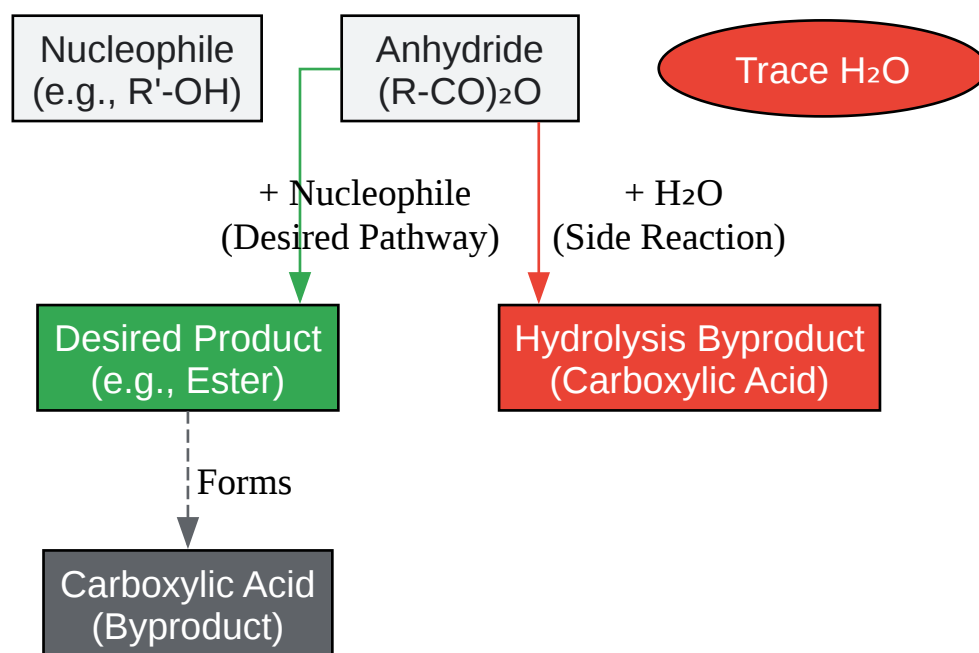 Nucleophile
(e.g., R'-OH)
Anhydride
(R-CO)₂O
Trace H₂O
+ Nucleophile
(Desired Pathway)
+ H₂O
(Side Reaction)
Desired Product
(e.g., Ester)
Hydrolysis Byproduct
(Carboxylic Acid)
Forms
Carboxylic Acid
(Byproduct)